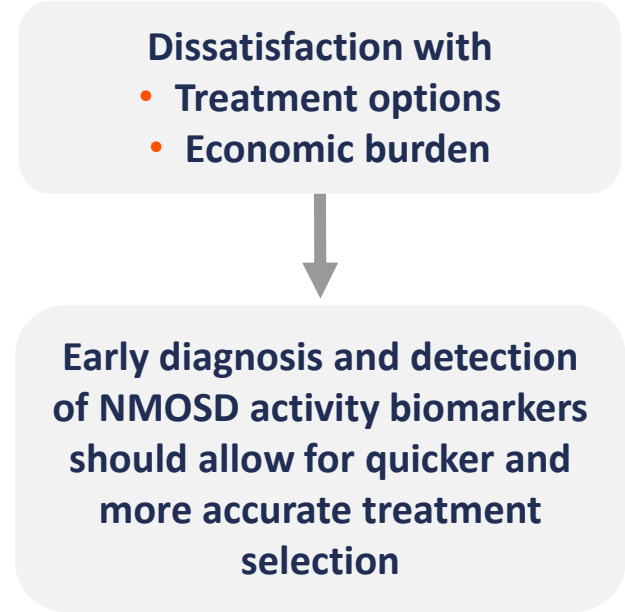 Dissatisfaction with
• Treatment options
• Economic burden
Early diagnosis and detection
of NMOSD activity biomarkers
should allow for quicker and
more accurate treatment
selection